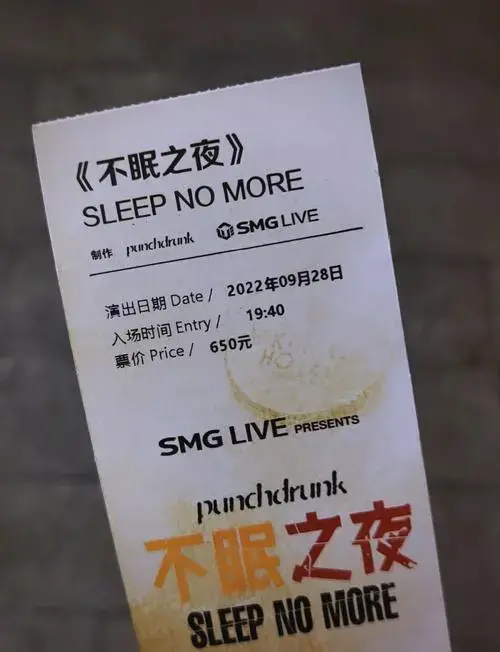 《不眠之夜》
SLEEP NO MORE
制作 punchdrunk SMG LIVE
演出日期 Date / 2022年09月28日
入场时间 Entry / 19:40
票价 Price / 650元
SMG LIVE PRESENTS
punchdrunk
不眠之夜
SLEEP NO MORE